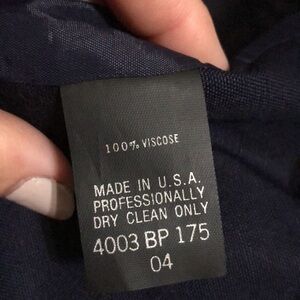 100% VISCOSE
MADE IN U.S.A.
PROFESSIONALLY
DRY CLEAN ONLY
4003 BP 175
04